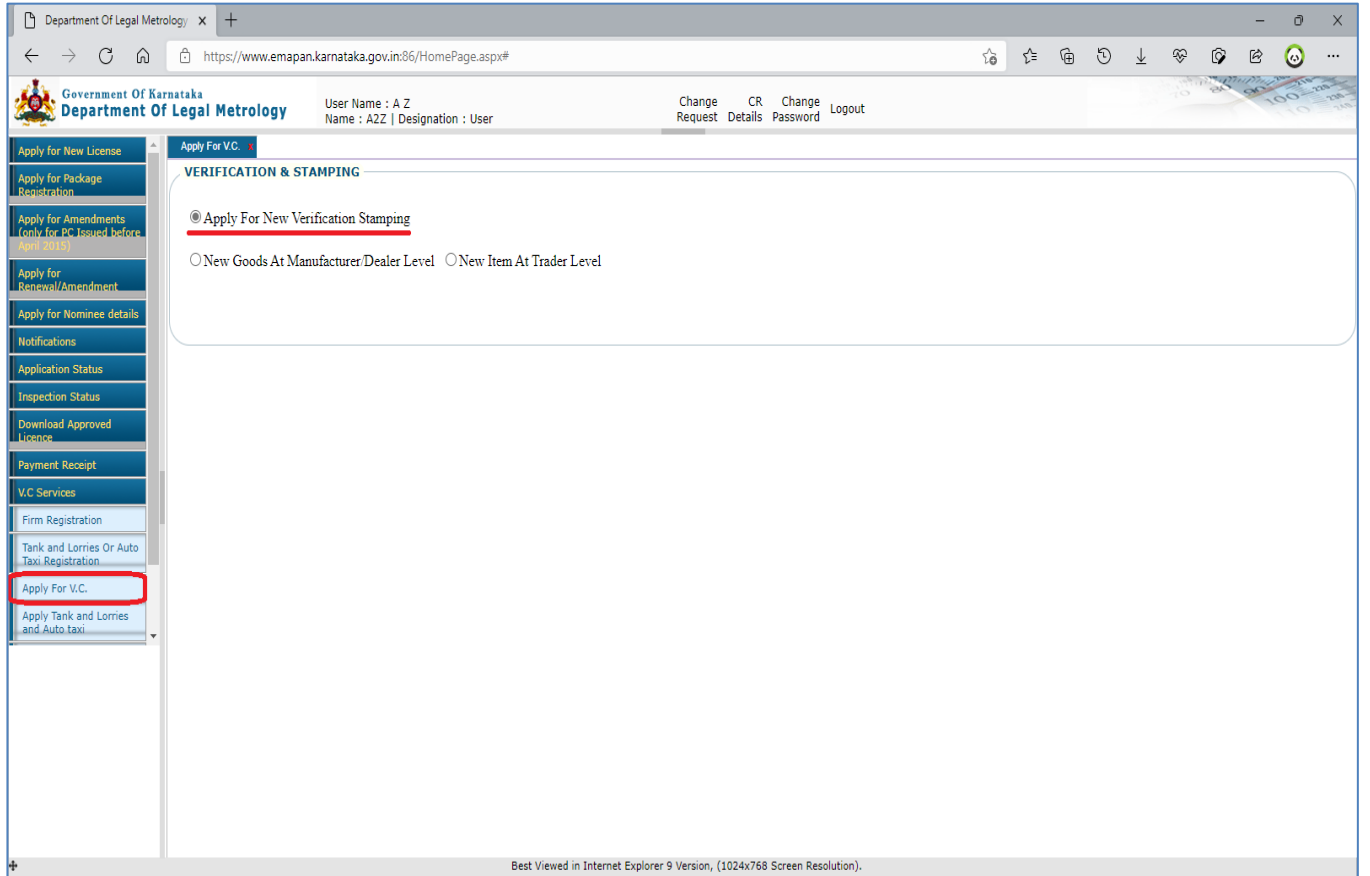 Department Of Legal Metrology
https://www.emapan.karnataka.gov.in:86/HomePage.aspx#
Government Of Karnataka
Department Of Legal Metrology
User Name : A Z
Name : A2Z | Designation : User
Change Request
CR Details
Change Password
Logout
Apply for New License
Apply for Package
Registration
Apply for Amendments
(only for PC Issued before
April 2015)
Apply for
Renewal/Amendment
Apply for Nominee details
Notifications
Application Status
Inspection Status
Download Approved
Licence
Payment Receipt
V.C Services
Firm Registration
Tank and Lorries Or Auto
Taxi Registration
Apply For V.C.
Apply Tank and Lorries
and Auto taxi
Apply For V.C. x
VERIFICATION & STAMPING
Apply For New Verification Stamping
New Goods At Manufacturer/Dealer Level New Item At Trader Level
Best Viewed in Internet Explorer 9 Version, (1024x768 Screen Resolution).